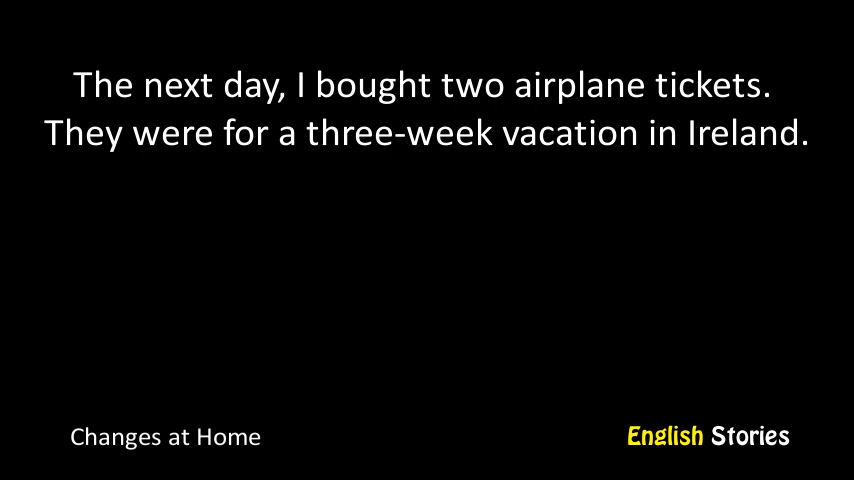 The next day, I bought two airplane tickets.
They were for a three-week vacation in Ireland.
Changes at Home
English Stories